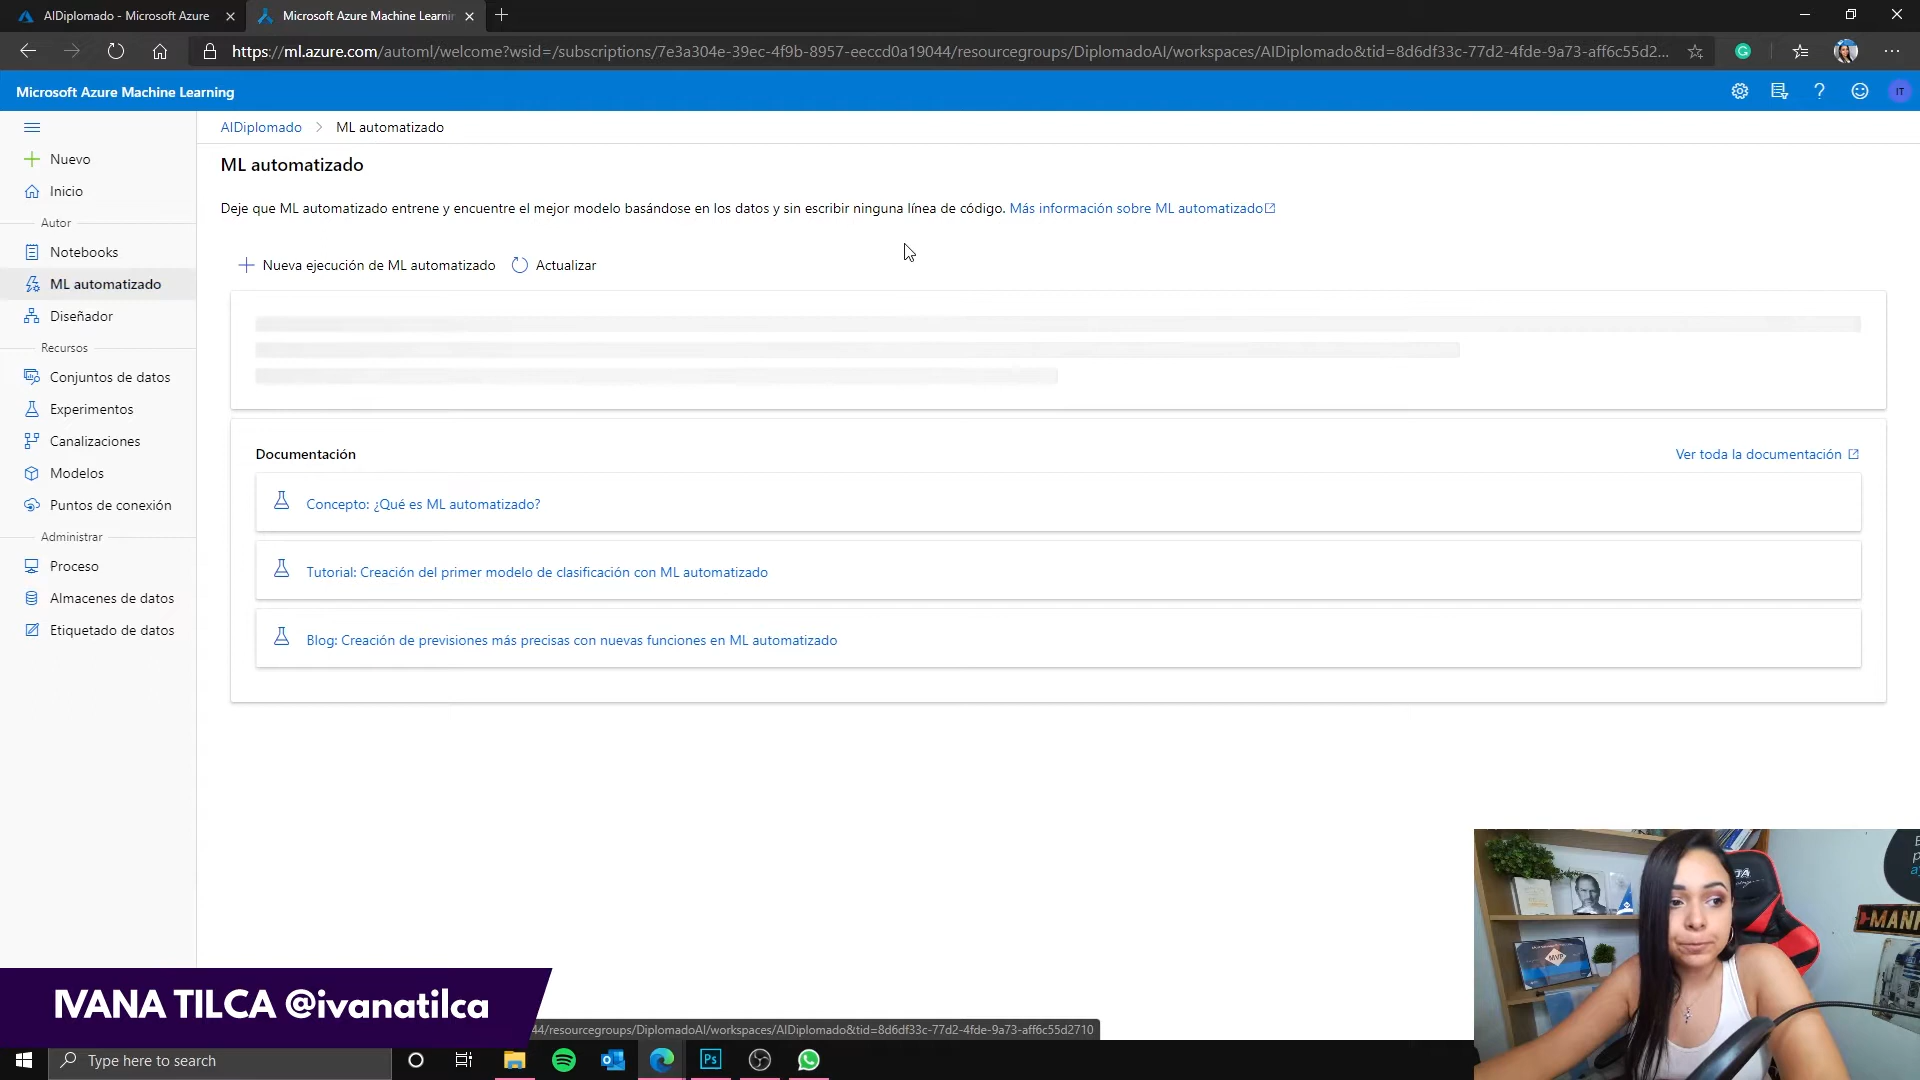 AIDiplomado - Microsoft Azure
Microsoft Azure Machine Learnin
https://ml.azure.com/automl/welcome?wsid=/subscriptions/7e3a304e-39ec-4f9b-8957-eeccd0a19044/resourcegroups/DiplomadoAI/workspaces/AIDiplomado&tid=8d6df33c-77d2-4fde-9a73-aff6c55d2...
Microsoft Azure Machine Learning
IT
AIDiplomado > ML automatizado
Nuevo
Inicio
Autor
Notebooks
ML automatizado
Diseñador
Recursos
Conjuntos de datos
Experimentos
Canalizaciones
Modelos
Puntos de conexión
Administrar
Proceso
Almacenes de datos
Etiquetado de datos
ML automatizado
Deje que ML automatizado entrene y encuentre el mejor modelo basándose en los datos y sin escribir ninguna línea de código. Más información sobre ML automatizado
Nueva ejecución de ML automatizado
Actualizar
Documentación
Ver toda la documentación
Concepto: ¿Qué es ML automatizado?
Tutorial: Creación del primer modelo de clasificación con ML automatizado
Blog: Creación de previsiones más precisas con nuevas funciones en ML automatizado
MVP
MAN
IVANA TILCA @ivanatilca
44/resourcegroups/DiplomadoAI/workspaces/AIDiplomado&tid=8d6df33c-77d2-4fde-9a73-aff6c55d2710
Type here to search
Ps